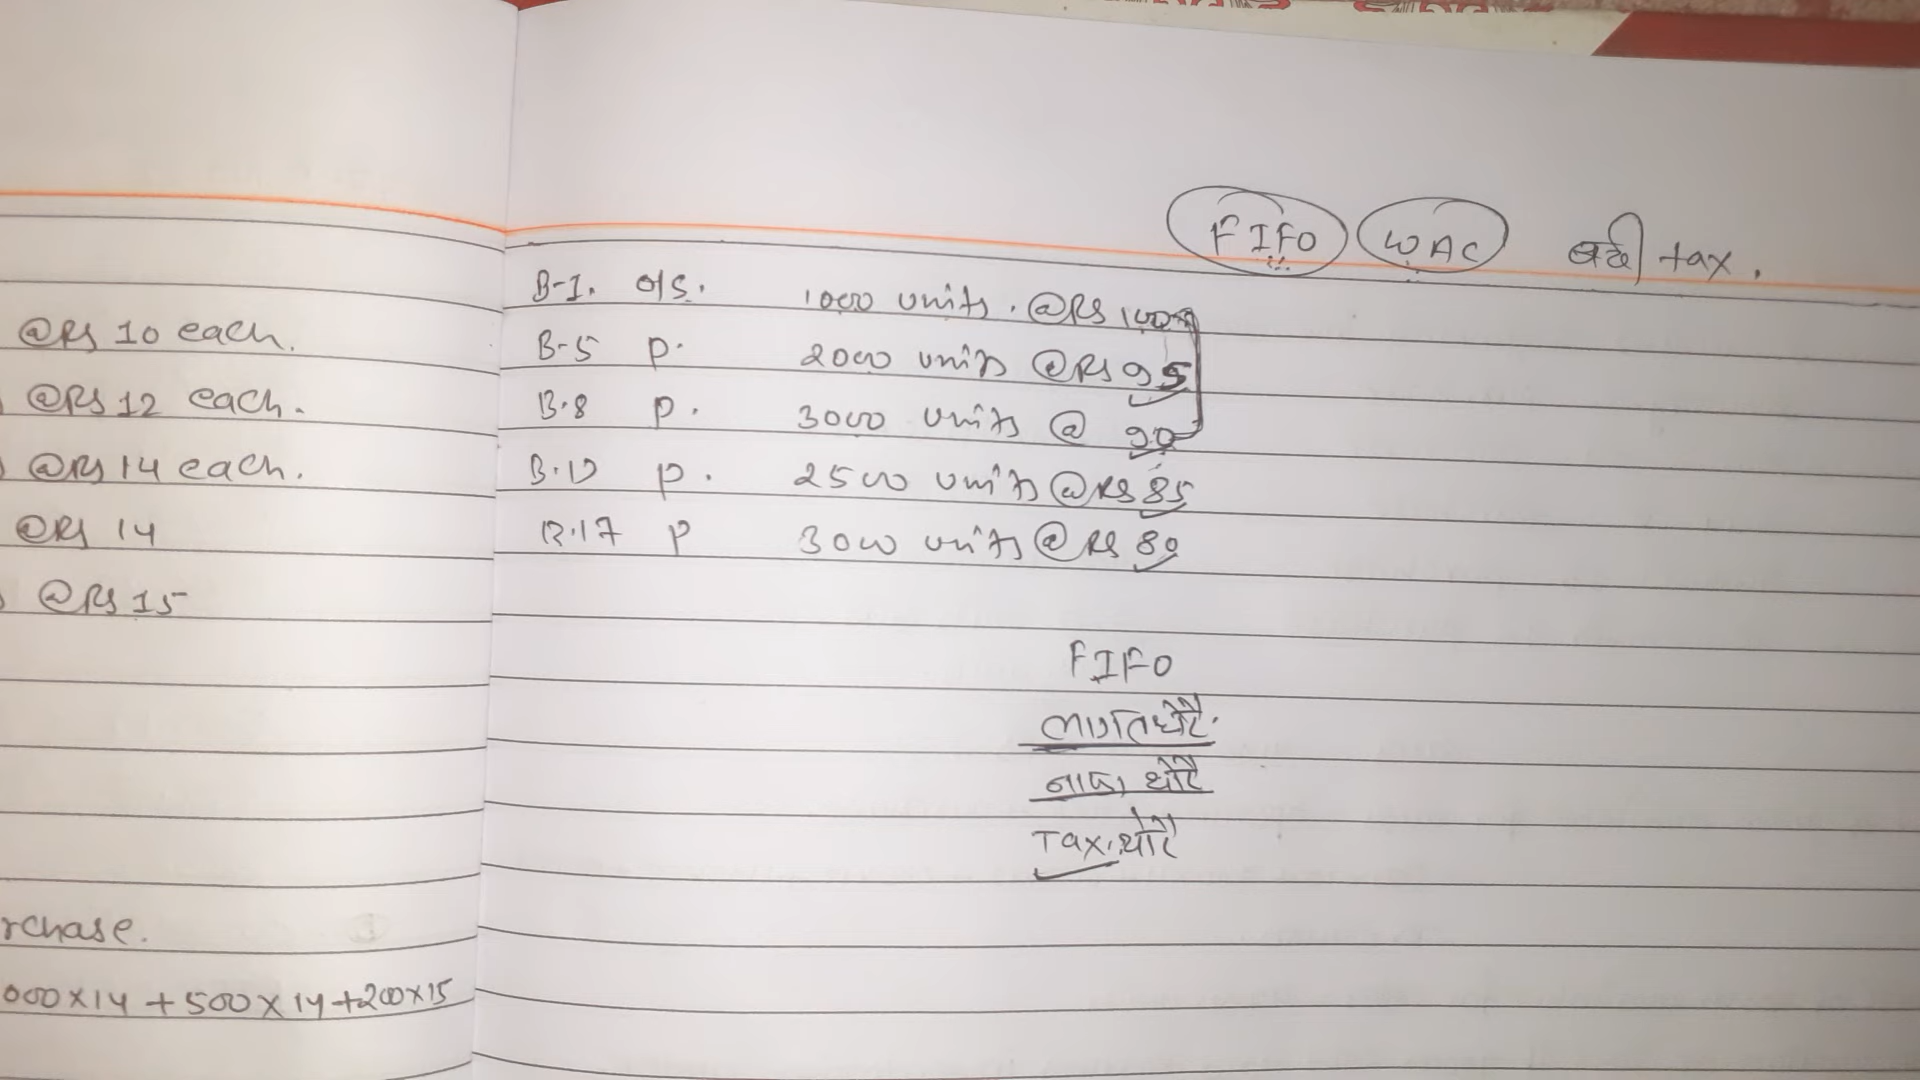 @RS 10 each.
@RS 12 each.
@RS 14 each.
@RS 14
@RS 15
rchase.
000×14 + 500×14 + 200×15
FIFO WAC बढी tax.
B-1. O/S. 1000 units. @RS 100
B-5 P. 2000 units @RS 95
B.8 P. 3000 units @ 90
P. 2500 units @RS 85
B.17 P 3000 units @RS 80
FIFO
नाफा थोरै
Tax. थोरै